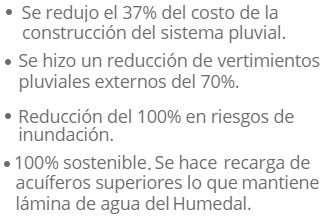 • Se redujo el 37% del costo de la
construcción del sistema pluvial.
• Se hizo un reducción de vertimientos
pluviales externos del 70%.
• Reducción del 100% en riesgos de
inundación.
• 100% sostenible. Se hace recarga de
acuíferos superiores lo que mantiene
lámina de agua del Humedal.